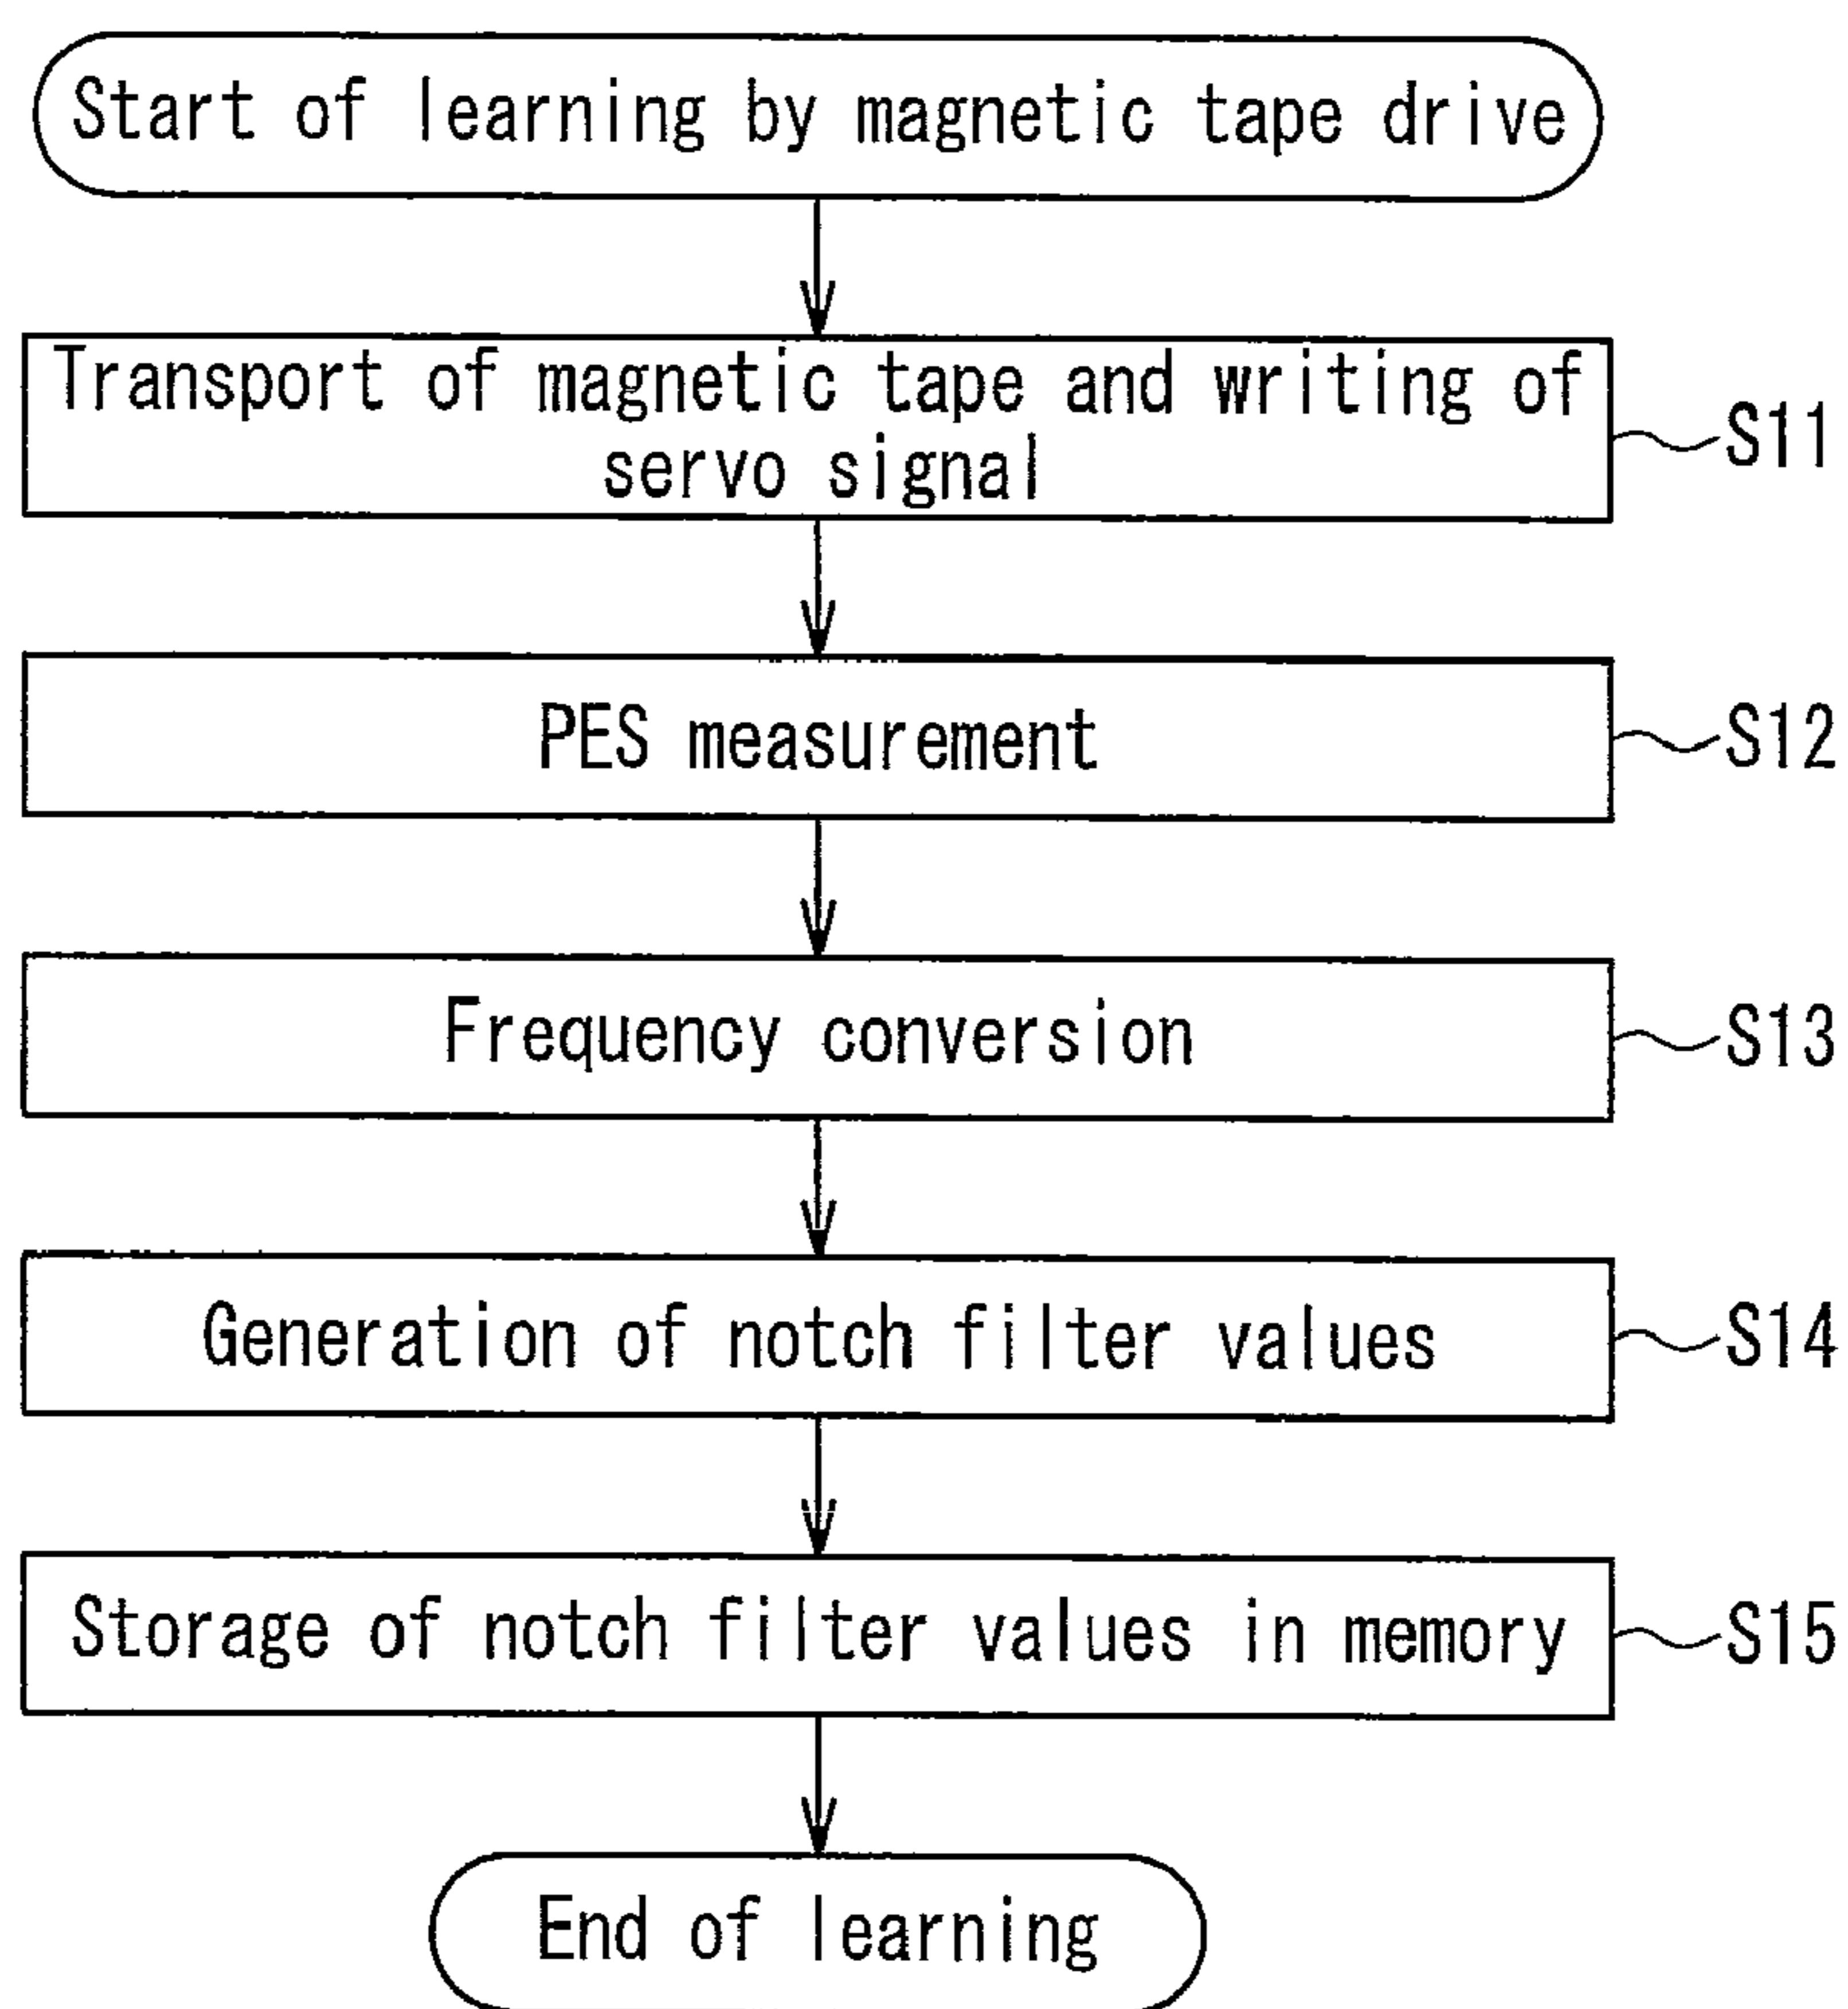 Start of learning by magnetic tape drive
Transport of magnetic tape and writing of
servo signal
S11
PES measurement
S12
Frequency conversion
S13
Generation of notch filter values
S14
Storage of notch filter values in memory
S15
End of learning